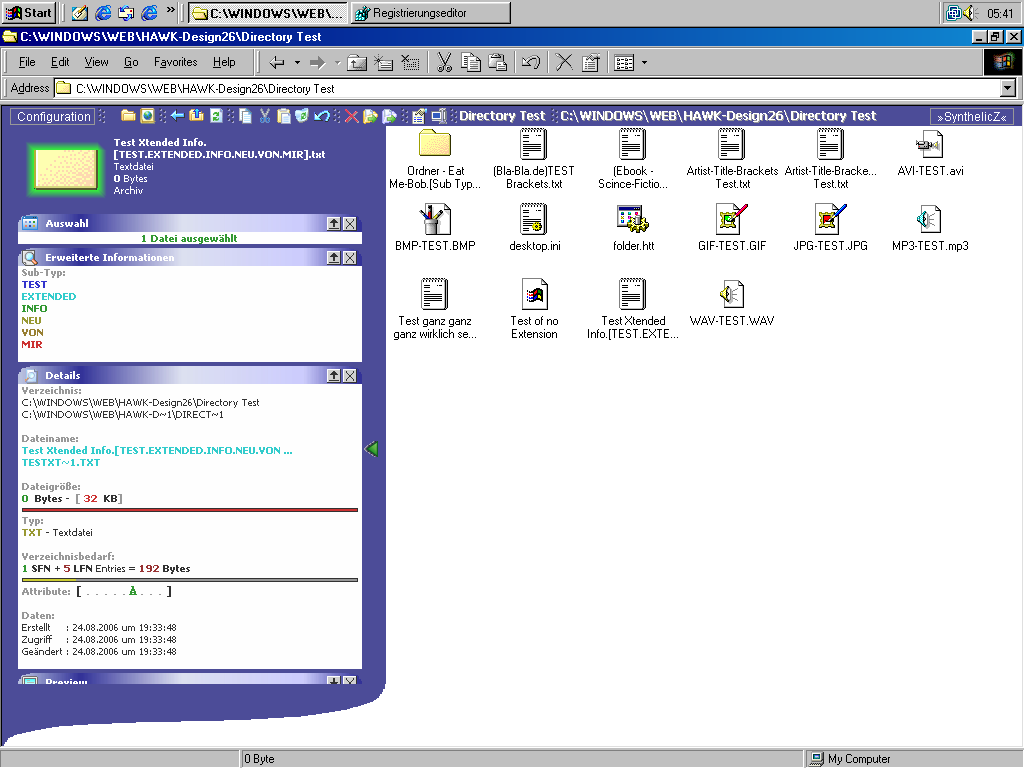 Start
»
C:\WINDOWS\WEB\...
Registrierungseditor
05:41
C:\WINDOWS\WEB\HAWK-Design26\Directory Test
File Edit View Go Favorites Help
Address C:\WINDOWS\WEB\HAWK-Design26\Directory Test
Configuration
Directory Test
C:\WINDOWS\WEB\HAWK-Design26\Directory Test
»SynthelicZ«
Test Xtended Info.
[TEST.EXTENDED.INFO.NEU.VON.MIR].txt
Textdatei
0 Bytes
Archiv
Auswahl
1 Datei ausgewählt
Erweiterte Informationen
Sub-Typ:
TEST
EXTENDED
INFO
NEU
VON
MIR
Details
Verzeichnis:
C:\WINDOWS\WEB\HAWK-Design26\Directory Test
C:\WINDOWS\WEB\HAWK-D~1\DIRECT~1
Dateiname:
Test Xtended Info.[TEST.EXTENDED.INFO.NEU.VON ...
TESTXT~1.TXT
Dateigröße:
0 Bytes - [ 32 KB]
Typ:
TXT - Textdatei
Verzeichnisbedarf:
1 SFN + 5 LFN Entries = 192 Bytes
Attribute: [ . . . . . A . . . ]
Daten:
Erstellt : 24.08.2006 um 19:33:48
Zugriff : 24.08.2006 um 19:33:48
Geändert : 24.08.2006 um 19:33:48
Preview
Ordner - Eat
Me-Bob.[Sub Typ...
(Bla-Bla.de)TEST
Brackets.txt
(Ebook -
Scince-Fictio...
Artist-Title-Brackets
Test.txt
Artist-Title-Bracke...
Test.txt
AVI-TEST.avi
BMP-TEST.BMP
desktop.ini
folder.htt
GIF-TEST.GIF
JPG-TEST.JPG
MP3-TEST.mp3
Test ganz ganz
ganz wirklich se...
Test of no
Extension
Test Xtended
Info.[TEST.EXTE...
WAV-TEST.WAV
0 Byte
My Computer